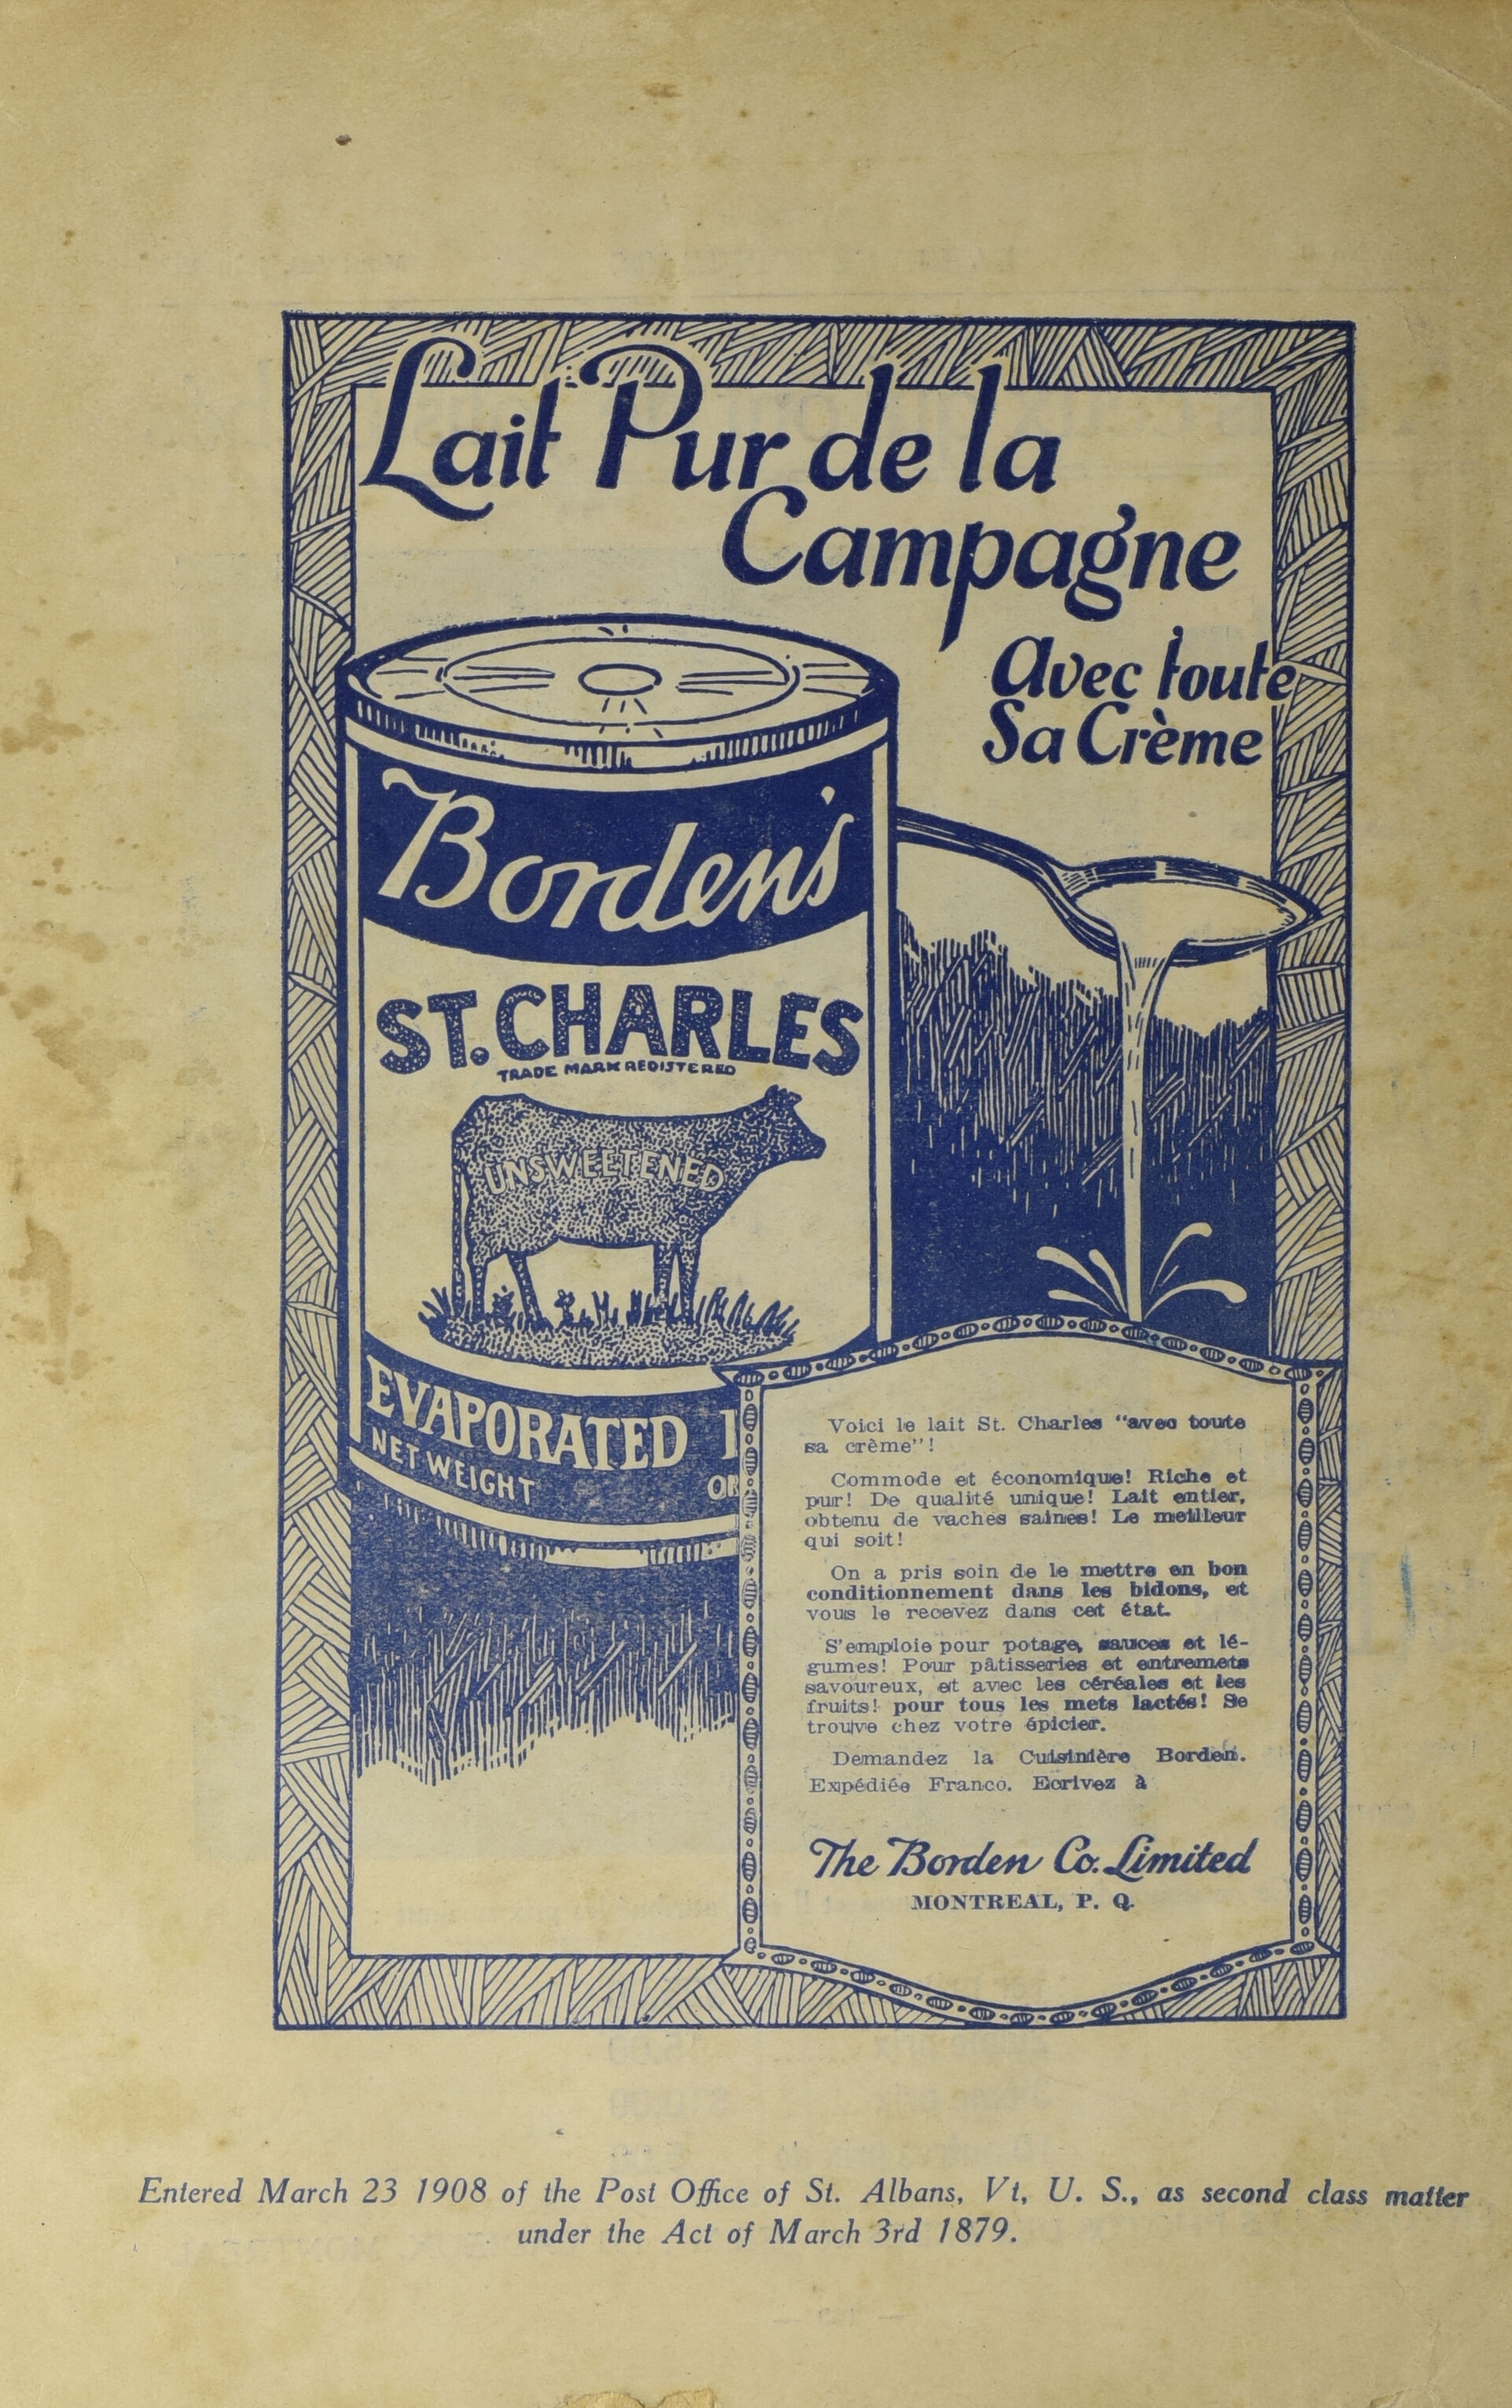 Lait Pur de la
Campagne
Avec toute
Sa Crème
Borden's
ST. CHARLES
TRADE MARK REGISTERED
UNSWEETENED
EVAPORATED
NET WEIGHT
Voici le lait St. Charles "avec toute
sa crème"!
Commode et économique! Riche et
pur! De qualité unique! Lait entier,
obtenu de vaches saines! Le meilleur
qui soit!
On a pris soin de le mettre en bon
conditionnement dans les bidons, et
vous le recevez dans cet état.
S'emploie pour potage, sauces et lé-
gumes! Pour pâtisseries et entremets
savoureux, et avec les céréales et les
fruits! pour tous les mets lactés! Se
trouve chez votre épicier.
Demandez la Cuisinière Borden.
Expédiée Franco. Ecrivez à
The Borden Co. Limited
MONTREAL, P. Q.
Entered March 23 1908 of the Post Office of St. Albans, Vt, U. S., as second class matter
under the Act of March 3rd 1879.